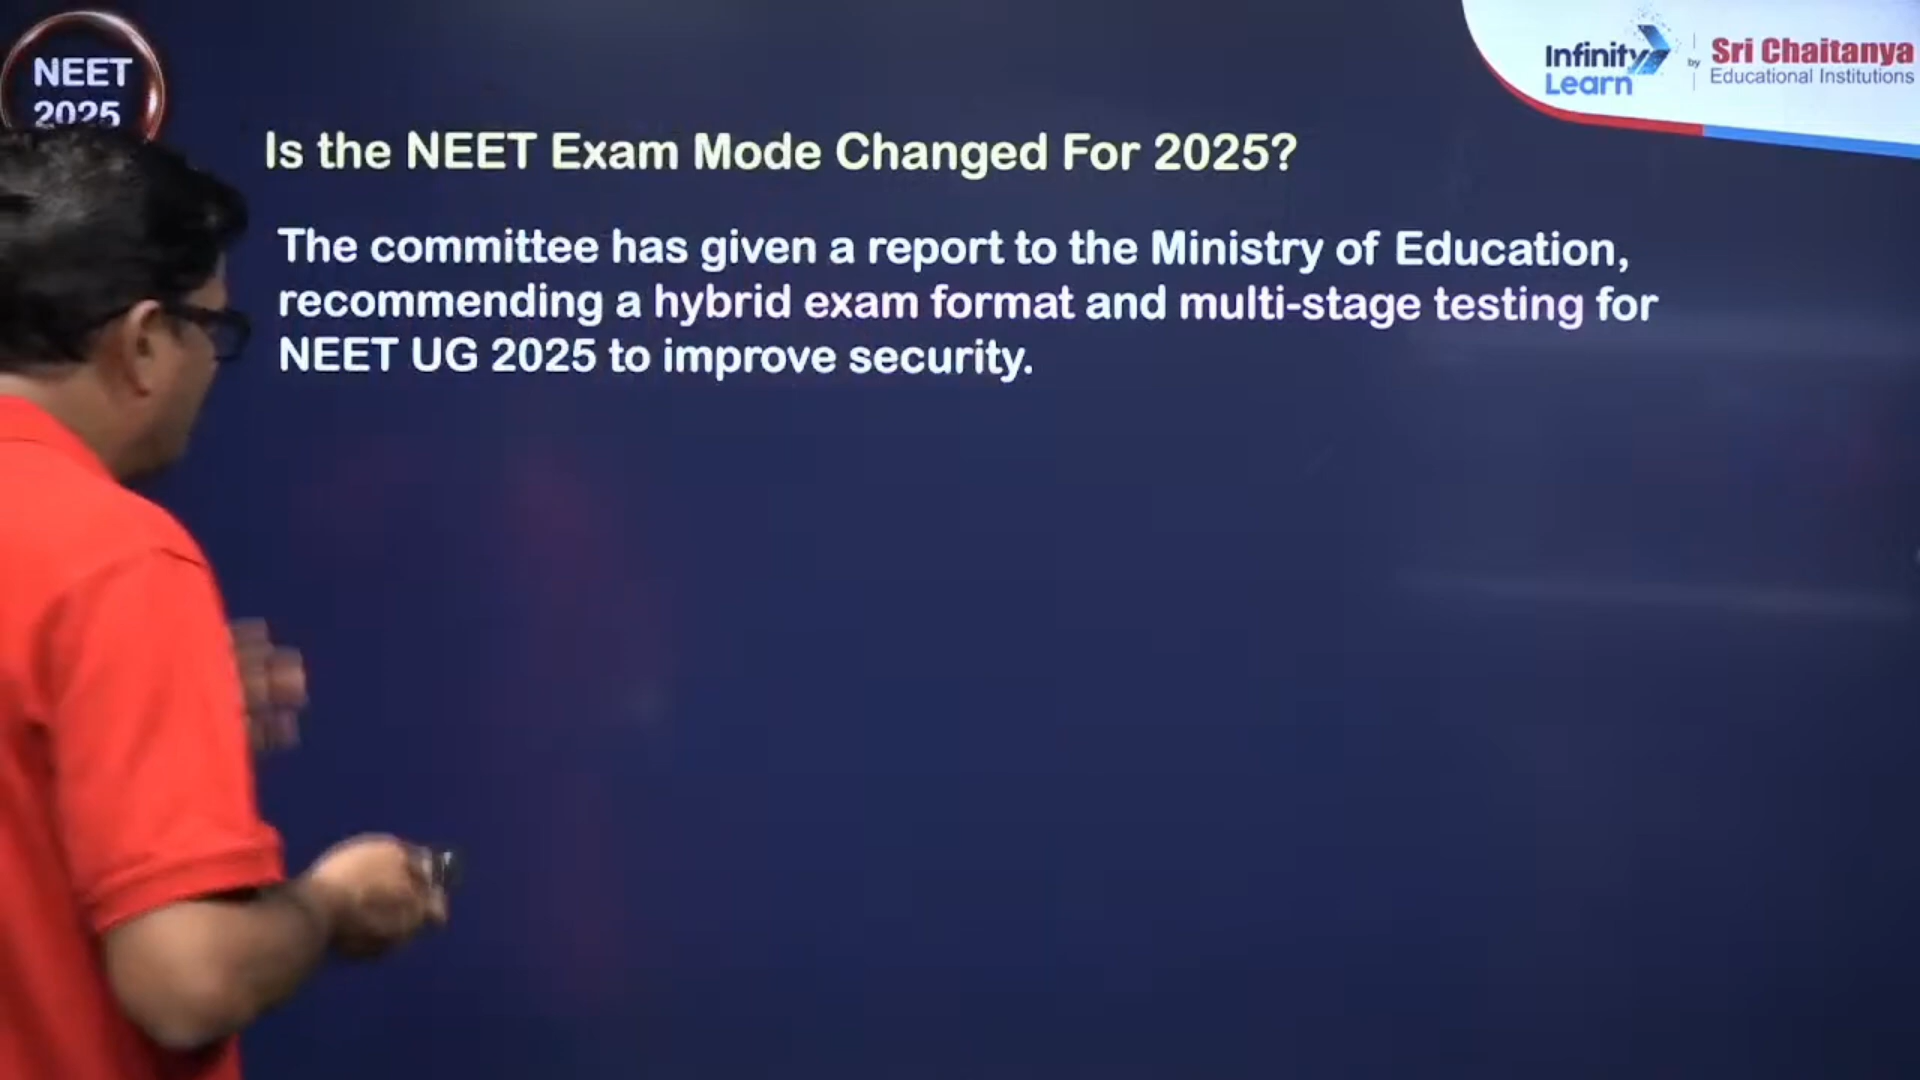 NEET
2025
Infinity
Learn
by
Sri Chaitanya
Educational Institutions
Is the NEET Exam Mode Changed For 2025?
The committee has given a report to the Ministry of Education,
recommending a hybrid exam format and multi-stage testing for
NEET UG 2025 to improve security.